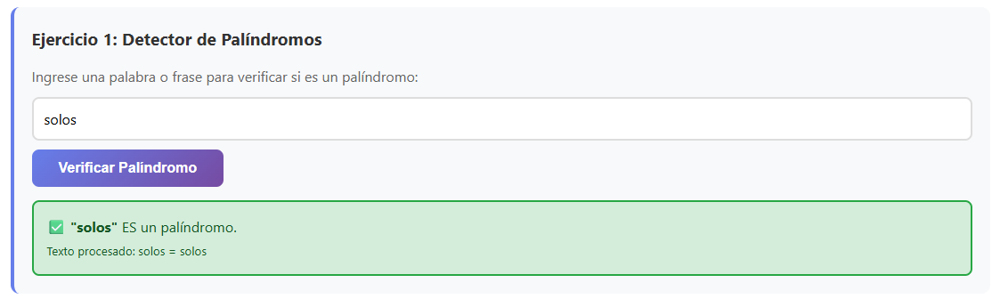 Ejercicio 1: Detector de Palíndromos
Ingrese una palabra o frase para verificar si es un palíndromo:
solos
Verificar Palíndromo
✅ "solos" ES un palíndromo.
Texto procesado: solos = solos